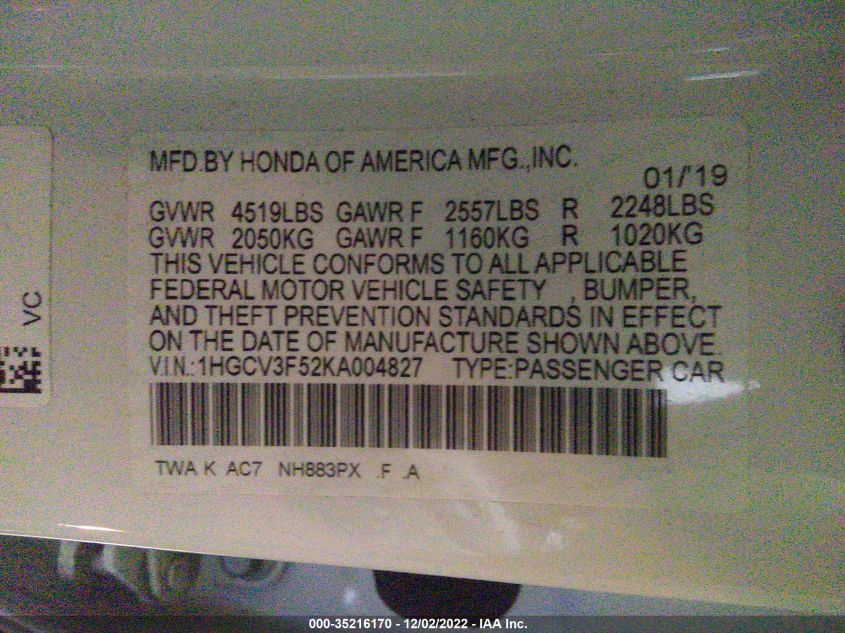 MFD.BY HONDA OF AMERICA MFG.,INC.
01/'19
GVWR 4519LBS GAWR F 2557LBS R 2248LBS
GVWR 2050KG GAWR F 1160KG R 1020KG
THIS VEHICLE CONFORMS TO ALL APPLICABLE
FEDERAL MOTOR VEHICLE SAFETY , BUMPER,
AND THEFT PREVENTION STANDARDS IN EFFECT
ON THE DATE OF MANUFACTURE SHOWN ABOVE.
V.I.N.:1HGCV3F52KA004827 TYPE:PASSENGER CAR
TWA K AC7 NH883PX .F .A
VC
000-35216170 - 12/02/2022 - IAA Inc.